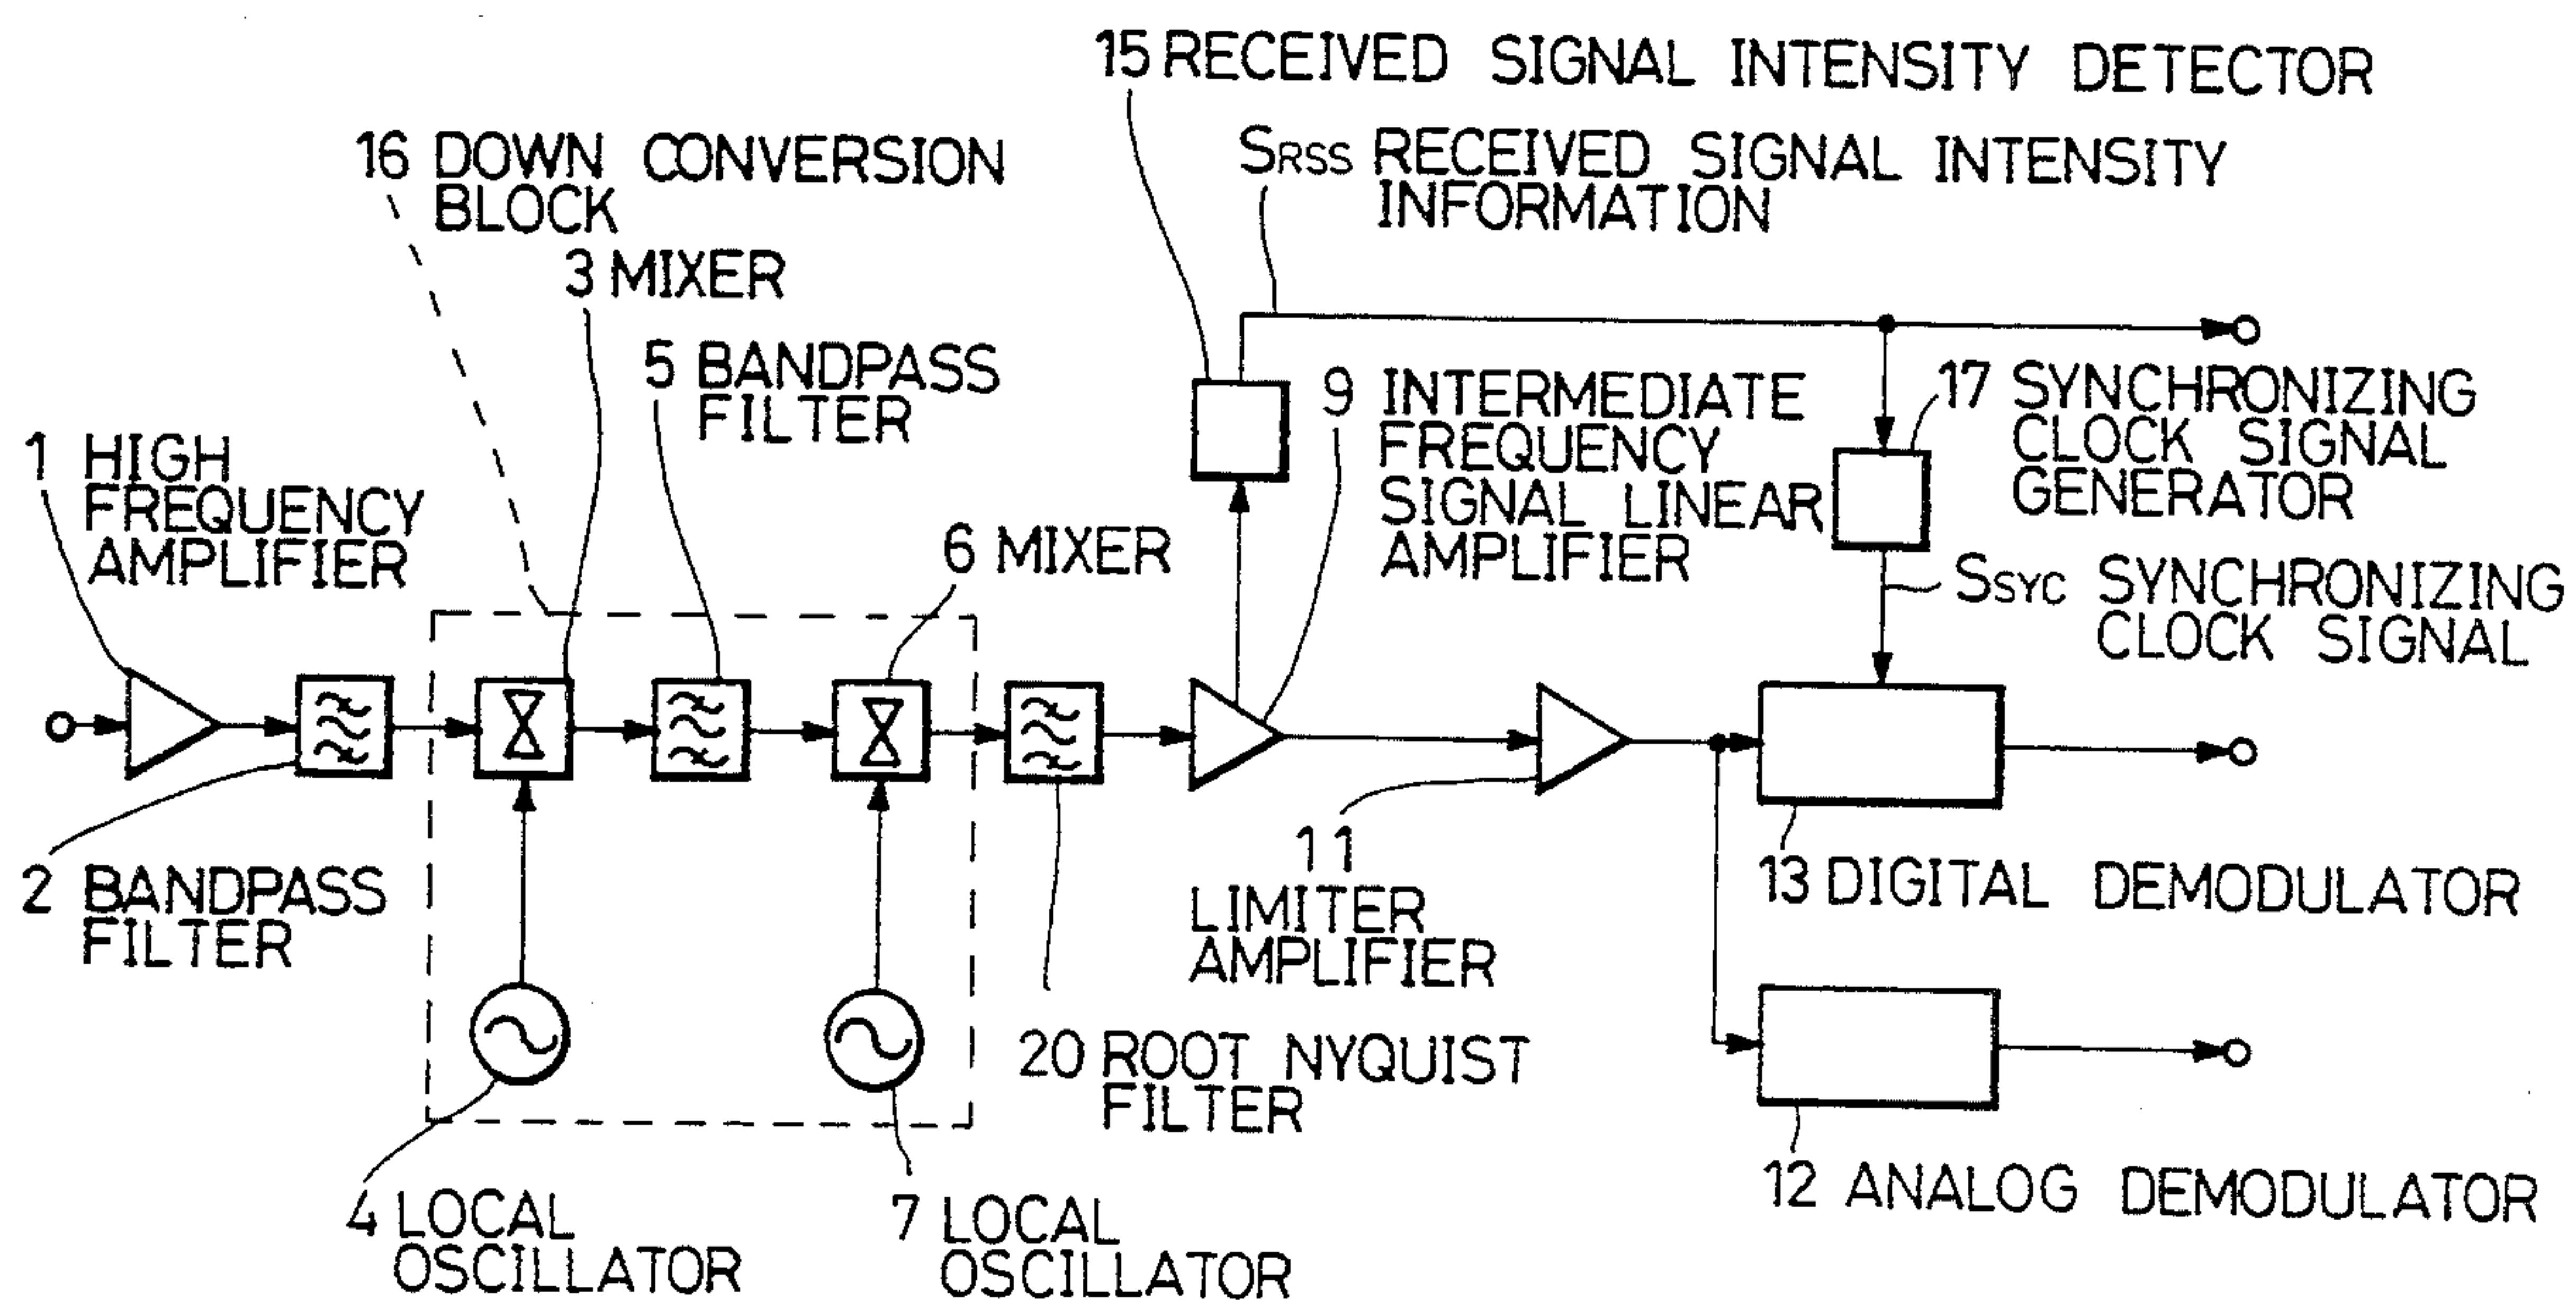 15 RECEIVED SIGNAL INTENSITY DETECTOR
SRSS RECEIVED SIGNAL INTENSITY
INFORMATION
16 DOWN CONVERSION
BLOCK
3 MIXER
5 BANDPASS
FILTER
9 INTERMEDIATE
FREQUENCY
SIGNAL LINEAR
AMPLIFIER
17 SYNCHRONIZING
CLOCK SIGNAL
GENERATOR
1 HIGH
FREQUENCY
AMPLIFIER
6 MIXER
SSYC SYNCHRONIZING
CLOCK SIGNAL
2 BANDPASS
FILTER
11
LIMITER
AMPLIFIER
13 DIGITAL DEMODULATOR
20 ROOT NYQUIST
FILTER
4 LOCAL
OSCILLATOR
7 LOCAL
OSCILLATOR
12 ANALOG DEMODULATOR